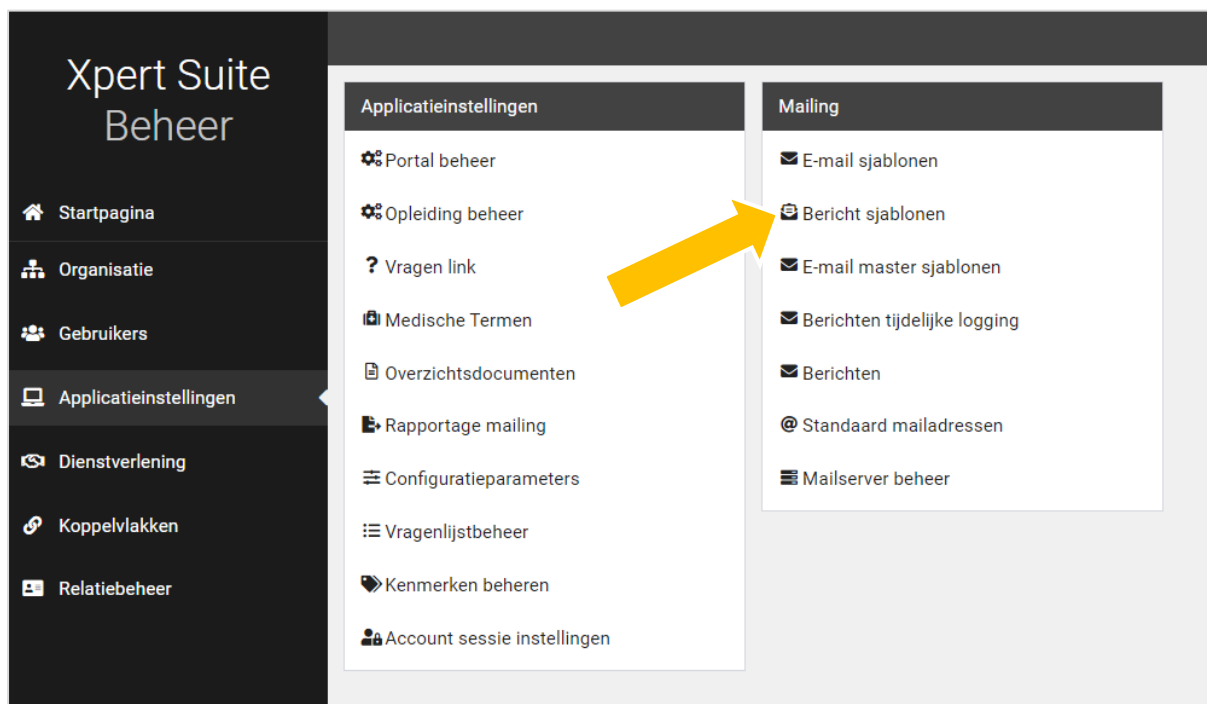 Xpert Suite
Beheer
Startpagina
Organisatie
Gebruikers
Applicatieinstellingen
Dienstverlening
Koppelvlakken
Relatiebeheer
Applicatieinstellingen
Portal beheer
Opleiding beheer
Vragen link
Medische Termen
Overzichtsdocumenten
Rapportage mailing
Configuratieparameters
Vragenlijstbeheer
Kenmerken beheren
Account sessie instellingen
Mailing
E-mail sjablonen
Bericht sjablonen
E-mail master sjablonen
Berichten tijdelijke logging
Berichten
Standaard mailadressen
Mailserver beheer